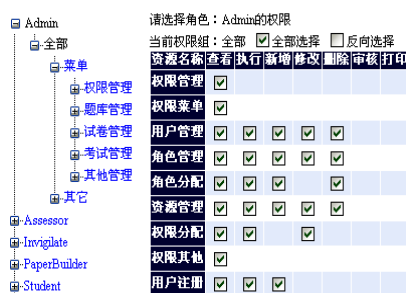 Admin
全部
菜单
权限管理
题库管理
试卷管理
考试管理
其他管理
其它
Assessor
Invigilate
PaperBuilder
Student
请选择角色：Admin的权限
当前权限组：全部 全部选择 反向选择
资源名称 查看 执行 新增 修改 删除 审核 打印
权限管理
权限菜单
用户管理
角色管理
角色分配
资源管理
权限分配
权限其他
用户注册